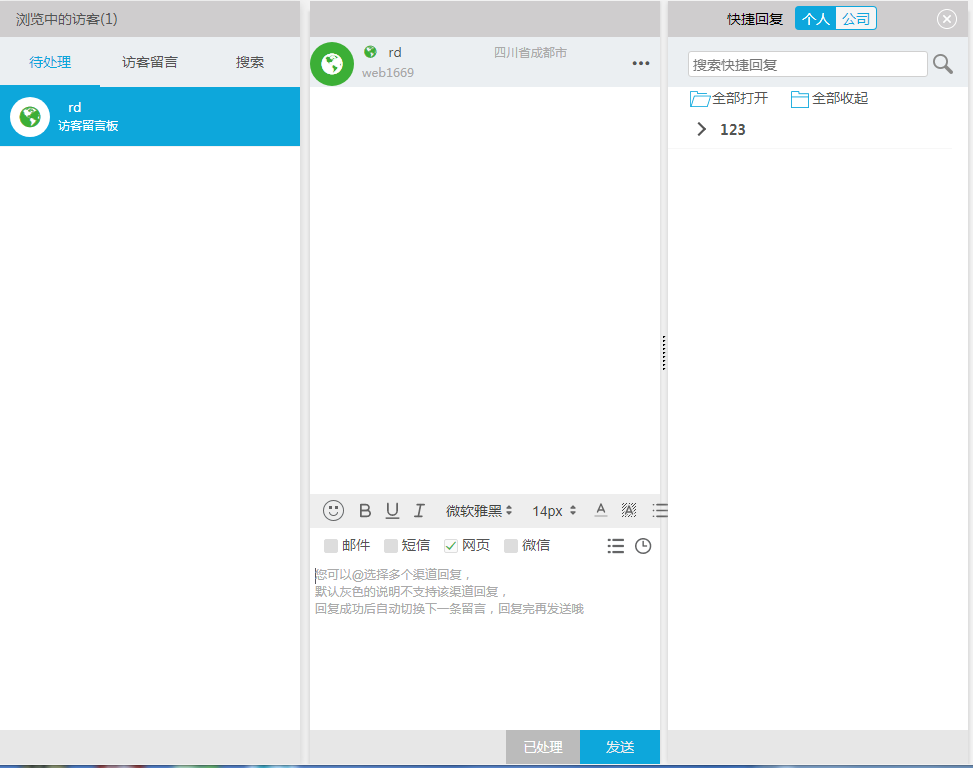 浏览中的访客(1)
待处理 访客留言 搜索
rd
访客留言板
rd 四川省成都市
web1669
B U I 微软雅黑 14px A A
邮件 短信 网页 微信
您可以@选择多个渠道回复，
默认灰色的说明不支持该渠道回复，
回复成功后自动切换下一条留言，回复完再发送哦
已处理 发送
快捷回复 个人 公司
搜索快捷回复
全部打开 全部收起
123